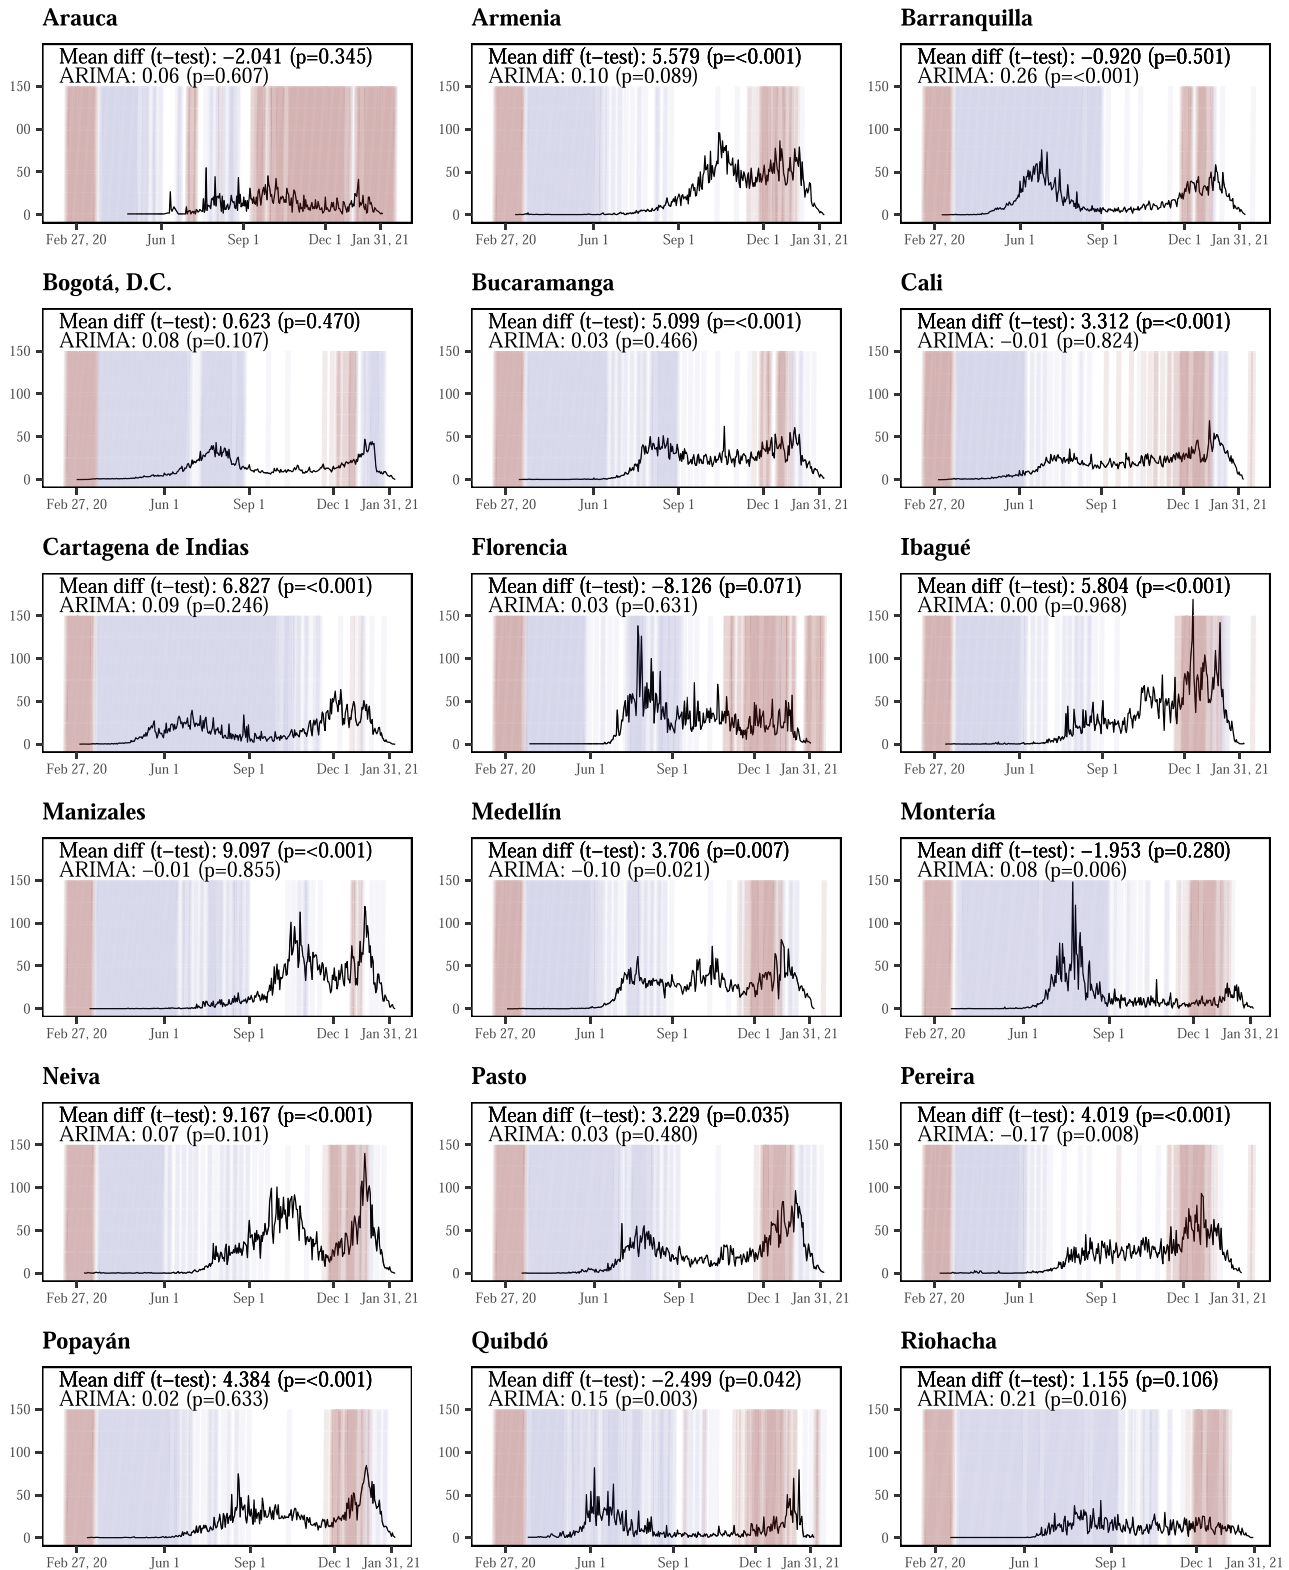 Arauca Armenia Barranquilla
Mean diff (t−test): −2.041 (p=0.345) Mean diff (t−test): 5.579 (p=<0.001) Mean diff (t−test): −0.920 (p=0.501)
ARIMA: 0.06 (p=0.607) ARIMA: 0.10 (p=0.089) ARIMA: 0.26 (p=<0.001)
150 150 150
00 100 100
50 50 50
0 0 0
Feb 27, 20 Jun 1 Sep 1 Dec 1 Jan 31, 21 Feb 27, 20 Jun 1 Sep 1 Dec 1 Jan 31, 21 Feb 27, 20 Jun 1 Sep 1 Dec 1 Jan 31, 21
Bogotá, D.C. Bucaramanga Cali
Mean diff (t−test): 0.623 (p=0.470) Mean diff (t−test): 5.099 (p=<0.001) Mean diff (t−test): 3.312 (p=<0.001)
ARIMA: 0.08 (p=0.107) ARIMA: 0.03 (p=0.466) ARIMA: −0.01 (p=0.824)
150 150 150
100 100 100
50 50 50
0 0 0
Feb 27, 20 Jun 1 Sep 1 Dec 1 Jan 31, 21 Feb 27, 20 Jun 1 Sep 1 Dec 1 Jan 31, 21 Feb 27, 20 Jun 1 Sep 1 Dec 1 Jan 31, 21
Cartagena de Indias Florencia Ibagué
Mean diff (t−test): 6.827 (p=<0.001) Mean diff (t−test): −8.126 (p=0.071) Mean diff (t−test): 5.804 (p=<0.001)
ARIMA: 0.09 (p=0.246) ARIMA: 0.03 (p=0.631) ARIMA: 0.00 (p=0.968)
150 150 150
100 100 100
50 50 50
0 0 0
Feb 27, 20 Jun 1 Sep 1 Dec 1 Jan 31, 21 Feb 27, 20 Jun 1 Sep 1 Dec 1 Jan 31, 21 Feb 27, 20 Jun 1 Sep 1 Dec 1 Jan 31, 21
Manizales Medellín Montería
Mean diff (t−test): 9.097 (p=<0.001) Mean diff (t−test): 3.706 (p=0.007) Mean diff (t−test): −1.953 (p=0.280)
ARIMA: −0.01 (p=0.855) ARIMA: −0.10 (p=0.021) ARIMA: 0.08 (p=0.006)
150 150 150
100 100 100
50 50 50
0 0 0
Feb 27, 20 Jun 1 Sep 1 Dec 1 Jan 31, 21 Feb 27, 20 Jun 1 Sep 1 Dec 1 Jan 31, 21 Feb 27, 20 Jun 1 Sep 1 Dec 1 Jan 31, 21
Neiva Pasto Pereira
Mean diff (t−test): 9.167 (p=<0.001) Mean diff (t−test): 3.229 (p=0.035) Mean diff (t−test): 4.019 (p=<0.001)
ARIMA: 0.07 (p=0.101) ARIMA: 0.03 (p=0.480) ARIMA: −0.17 (p=0.008)
150 150 150
100 100 100
50 50 50
0 0 0
Feb 27, 20 Jun 1 Sep 1 Dec 1 Jan 31, 21 Feb 27, 20 Jun 1 Sep 1 Dec 1 Jan 31, 21 Feb 27, 20 Jun 1 Sep 1 Dec 1 Jan 31, 21
Popayán Quibdó Riohacha
Mean diff (t−test): 4.384 (p=<0.001) Mean diff (t−test): −2.499 (p=0.042) Mean diff (t−test): 1.155 (p=0.106)
ARIMA: 0.02 (p=0.633) ARIMA: 0.15 (p=0.003) ARIMA: 0.21 (p=0.016)
150 150 150
100 100 100
50 50 50
0 0 0
Feb 27, 20 Jun 1 Sep 1 Dec 1 Jan 31, 21 Feb 27, 20 Jun 1 Sep 1 Dec 1 Jan 31, 21 Feb 27, 20 Jun 1 Sep 1 Dec 1 Jan 31, 21